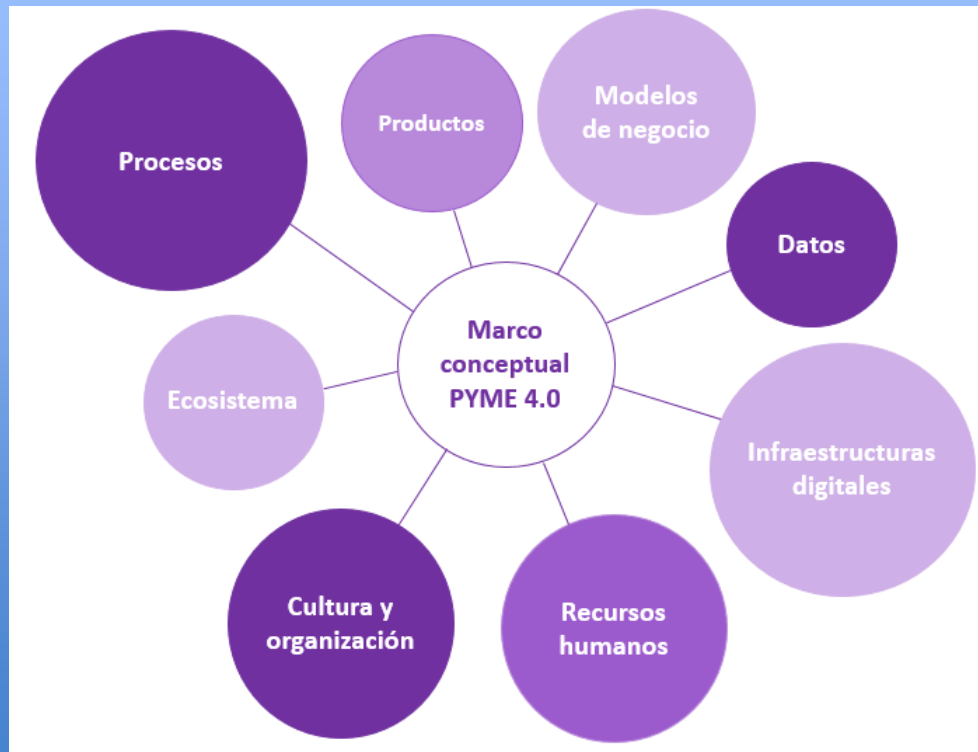 Procesos
Productos
Modelos
de negocio
Datos
Marco
conceptual
PYME 4.0
Ecosistema
Infraestructuras
digitales
Cultura y
organización
Recursos
humanos